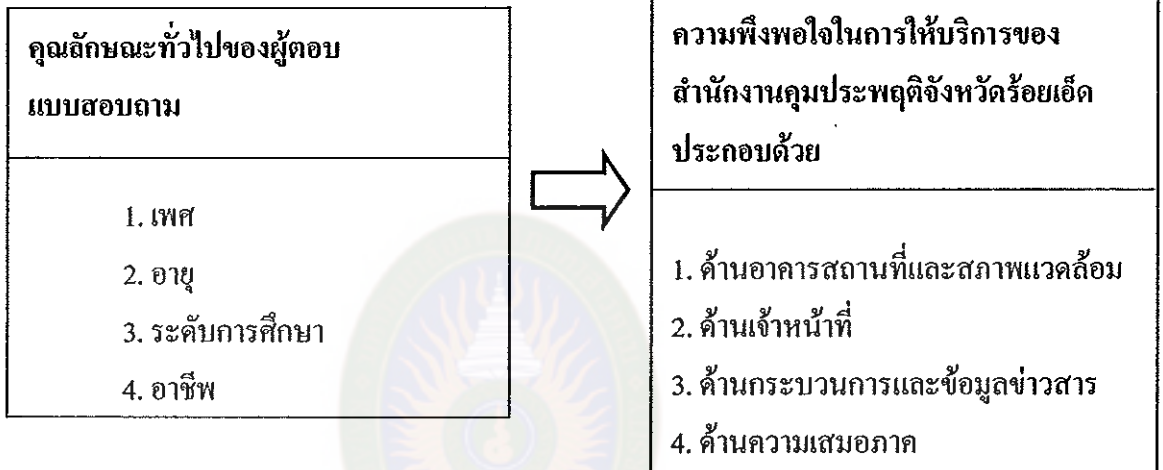 คุณลักษณะทั่วไปของผู้ตอบ
แบบสอบถาม
1. เพศ
2. อายุ
3. ระดับการศึกษา
4. อาชีพ
ความพึงพอใจในการให้บริการของ
สำนักงานคุมประพฤติจังหวัดร้อยเอ็ด
ประกอบด้วย
1. ด้านอาคารสถานที่และสภาพแวดล้อม
2. ด้านเจ้าหน้าที่
3. ด้านกระบวนการและข้อมูลข่าวสาร
4. ด้านความเสมอภาค